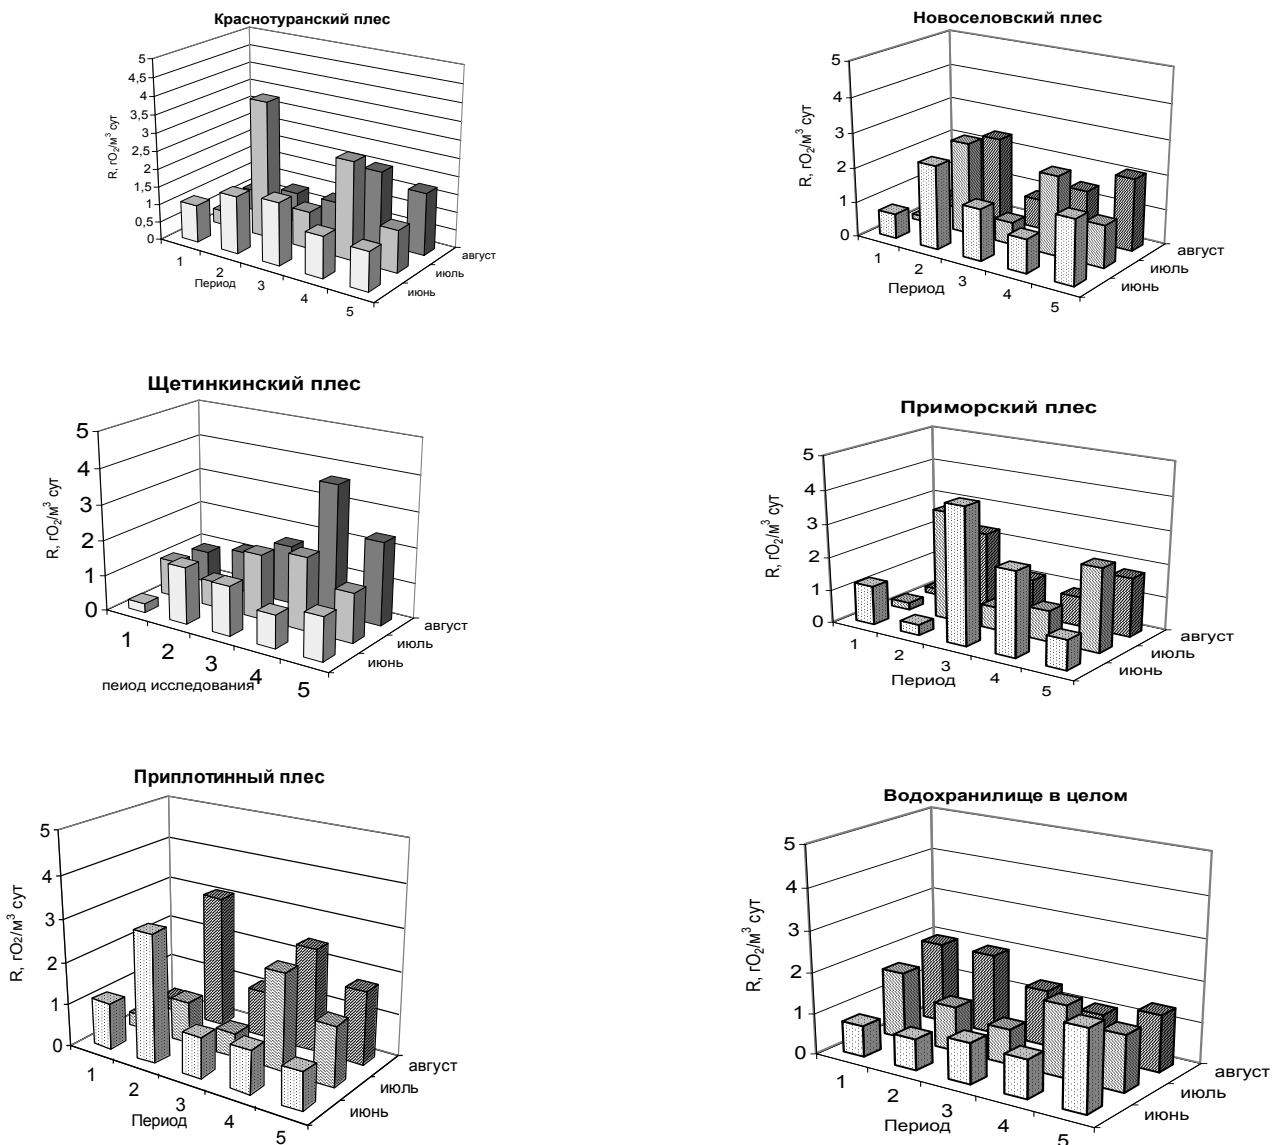 Краснотуранский плес
R, гО₂/м³ сут
5
4,5
4
3,5
3
2,5
2
1,5
1
0,5
0
1
2
3
4
5
Период
июнь
июль
август
Новоселовский плес
R, гО₂/м³ сут
5
4
3
2
1
0
1
2
3
4
5
Период
июнь
июль
август
Щетинкинский плес
R, гО₂/м³ сут
5
4
3
2
1
0
1
2
3
4
5
пеиод исследования
июнь
июль
август
Приморский плес
R, гО₂/м³ сут
5
4
3
2
1
0
1
2
3
4
5
Период
июнь
июль
август
Приплотинный плес
R, гО2/м³ сут
5
4
3
2
1
0
1
2
3
4
5
Период
июнь
июль
август
Водохранилище в целом
R, гО₂/м³ сут
5
4
3
2
1
0
1
2
3
4
5
Период
июнь
июль
август